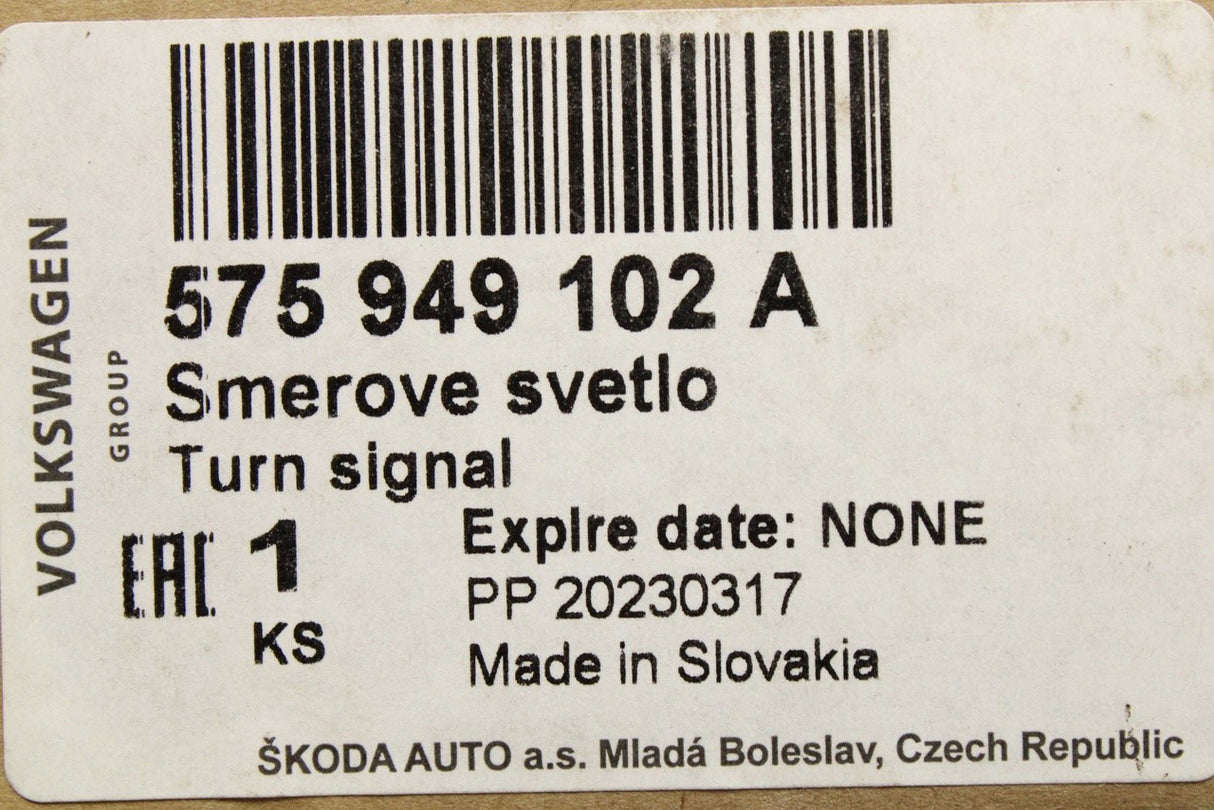 VOLKSWAGEN
GROUP
575 949 102 A
Smerove svetlo
Turn signal
EAC
1
KS
Expire date: NONE
PP 20230317
Made in Slovakia
ŠKODA AUTO a.s. Mladá Boleslav, Czech Republic